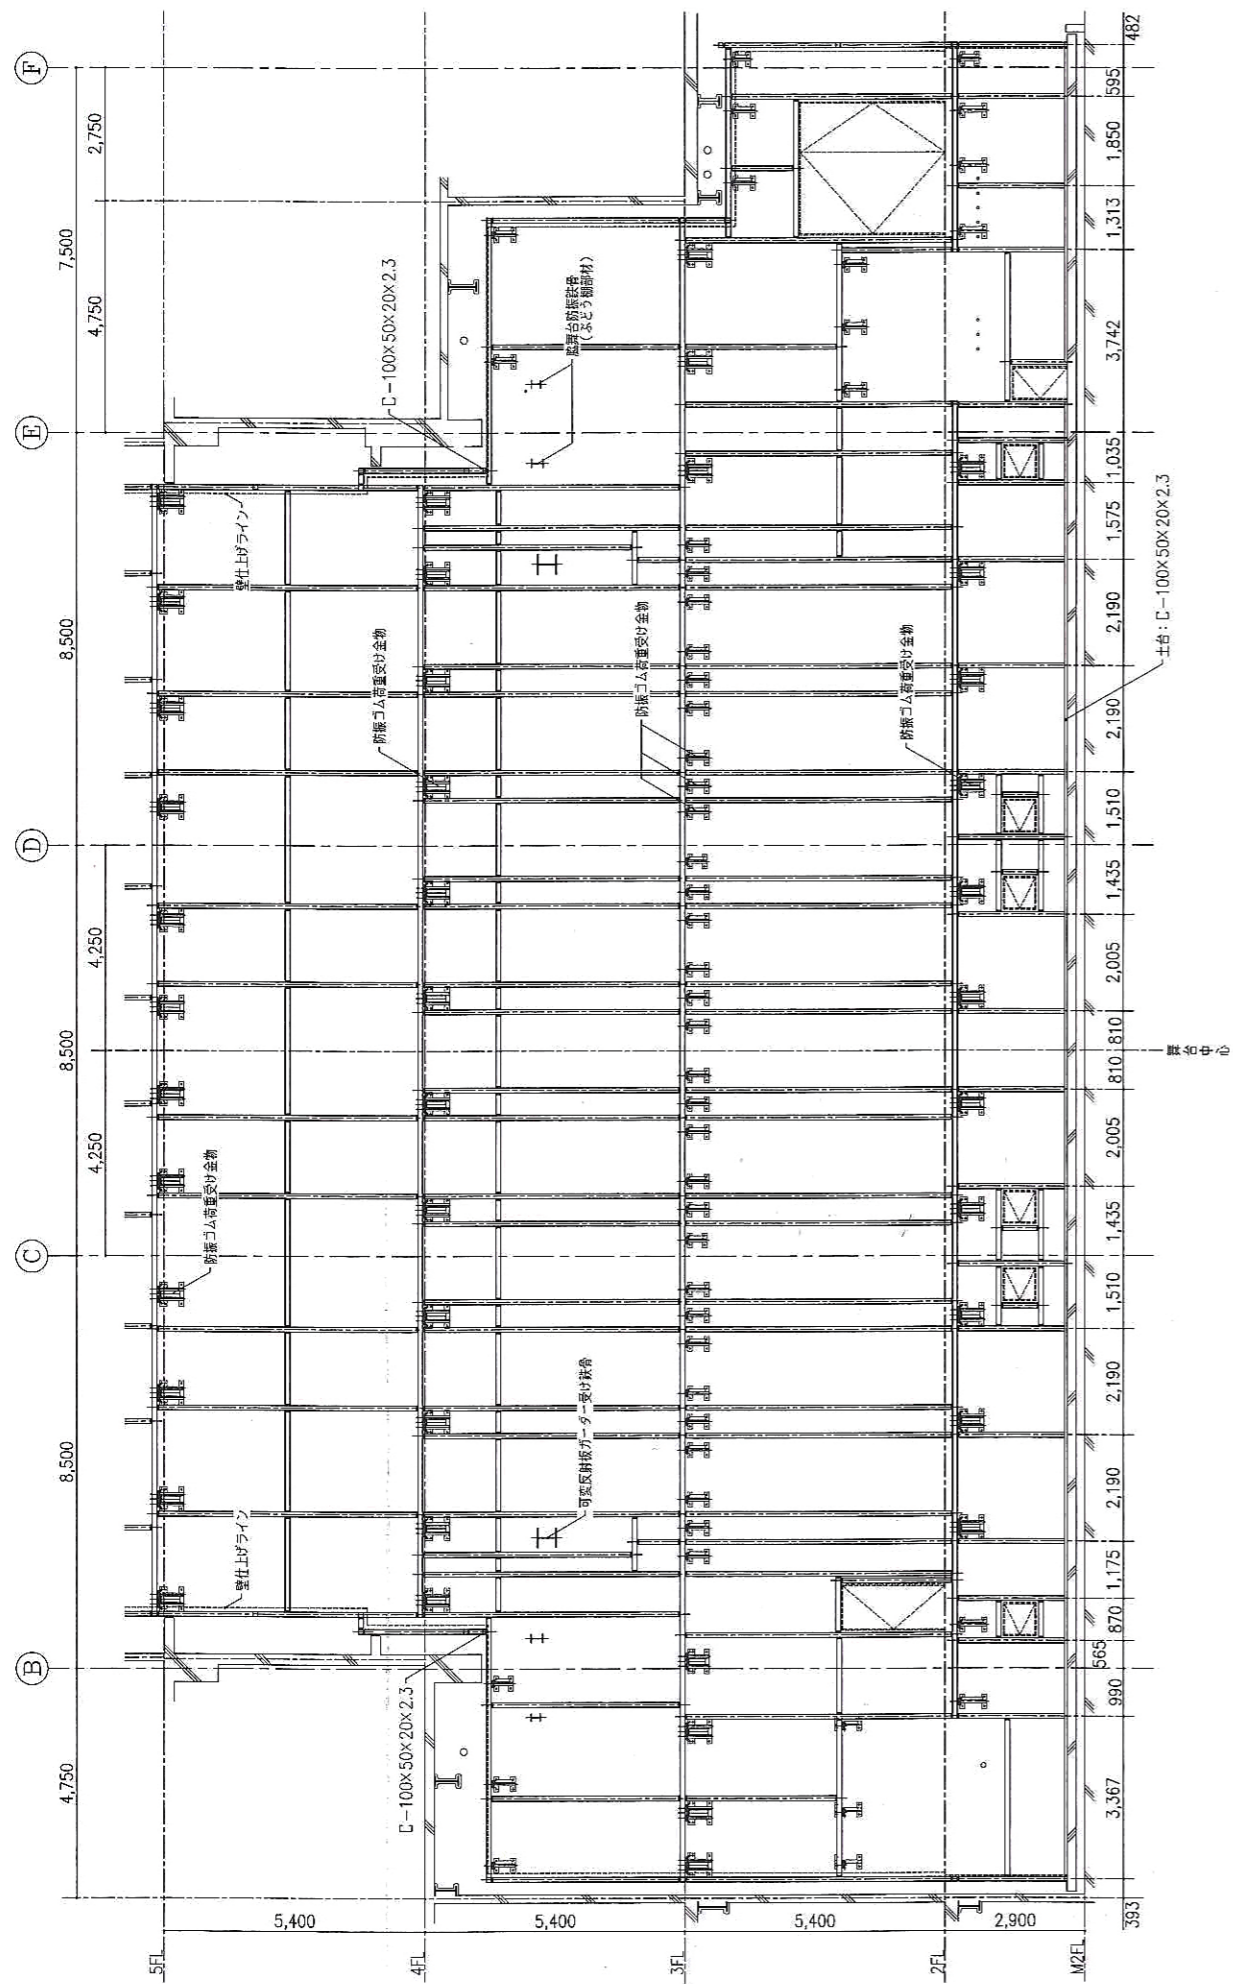 B
C
D
E
F
4,750
8,500
8,500
8,500
7,500
4,250
4,250
4,750
2,750
壁仕上げライン
壁仕上げライン
防振ゴム荷重受け金物
防振ゴム荷重受け金物
防振ゴム荷重受け金物
防振ゴム荷重受け金物
可変反射板ガーダー受け鉄骨
脇舞台防振鉄骨
(ぶどう棚部材)
C-100×50×20×2.3
C-100×50×20×2.3
土台：C-100×50×20×2.3
舞台中心
5FL
4FL
3FL
2FL
M2FL
5,400
5,400
5,400
2,900
393
3,367
990
565
870
1,175
2,190
2,190
1,510
1,435
2,005
810
810
2,005
1,435
1,510
2,190
2,190
1,575
1,035
3,742
1,313
1,850
595
482